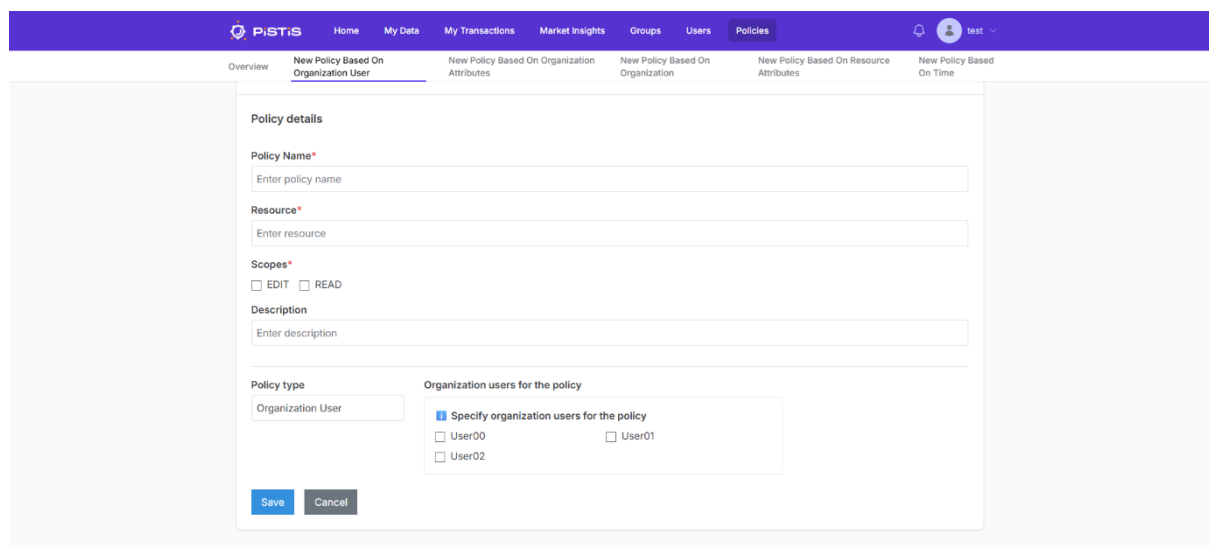 PiSTiS Home My Data My Transactions Market Insights Groups Users Policies test
Overview
New Policy Based On
Organization User
New Policy Based On Organization
Attributes
New Policy Based On
Organization
New Policy Based On Resource
Attributes
New Policy Based
On Time
Policy details
Policy Name*
Enter policy name
Resource*
Enter resource
Scopes*
EDIT READ
Description
Enter description
Policy type
Organization User
Organization users for the policy
Specify organization users for the policy
User00 User01
User02
Save Cancel